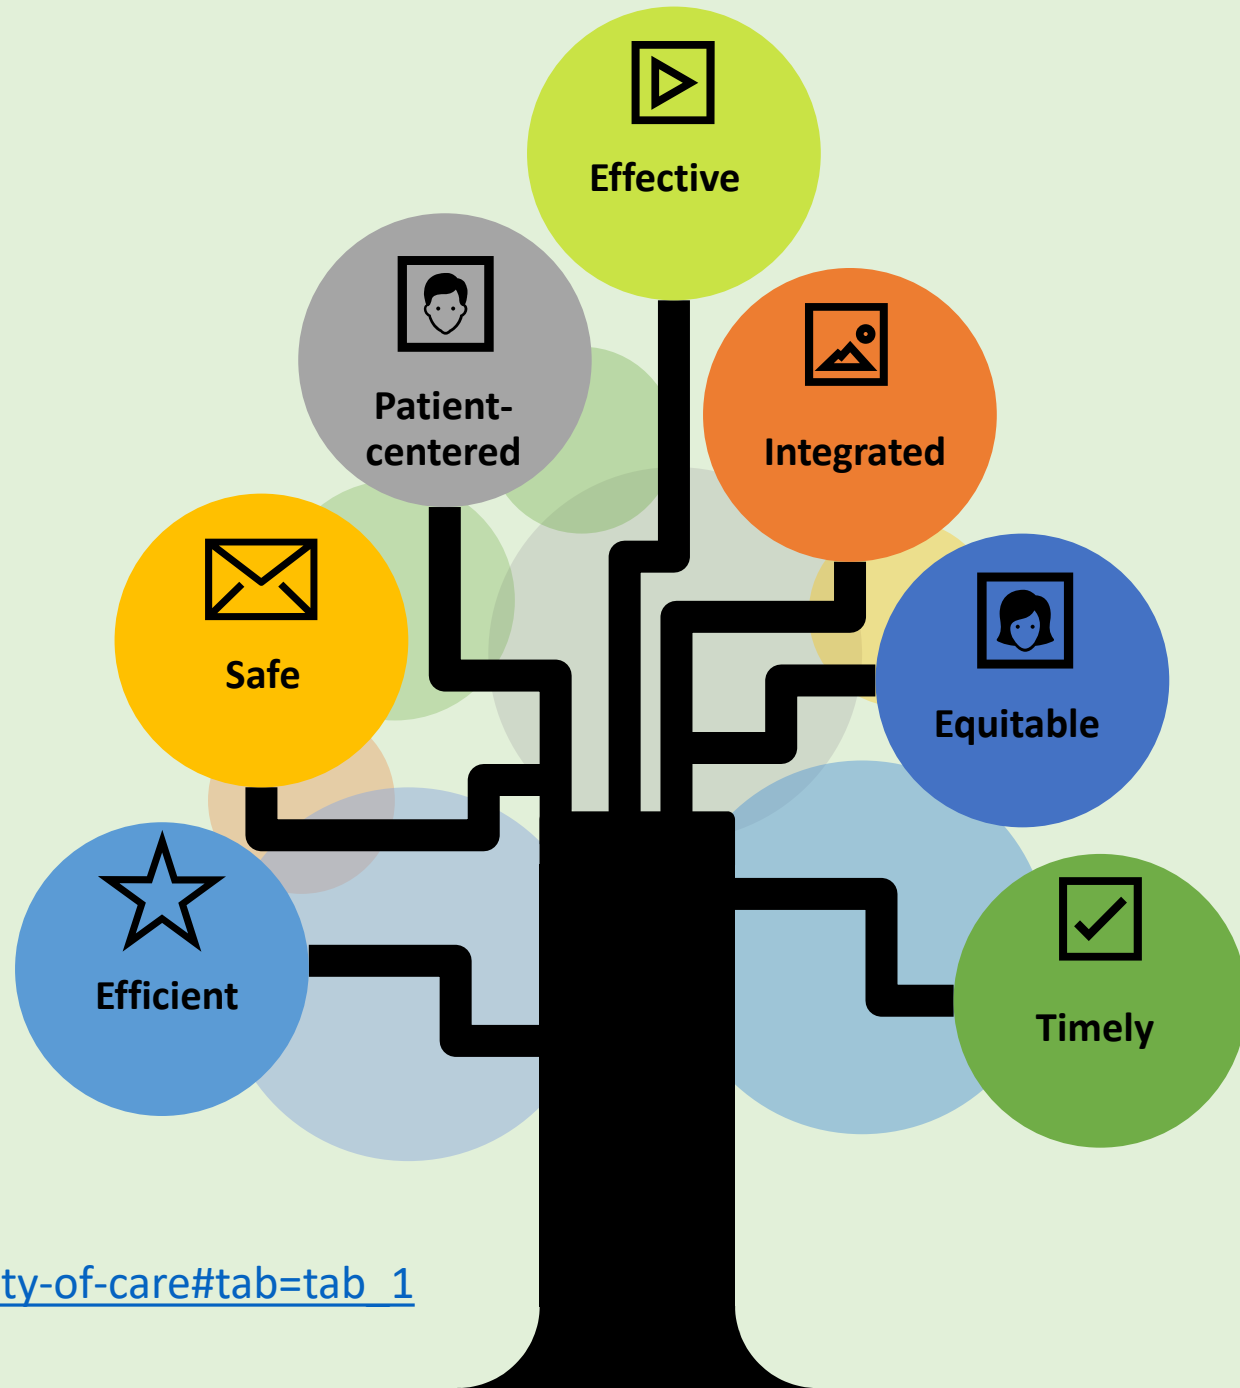 Effective
Patient-
centered
Integrated
Safe
Equitable
Efficient
Timely
ty-of-care#tab=tab_1